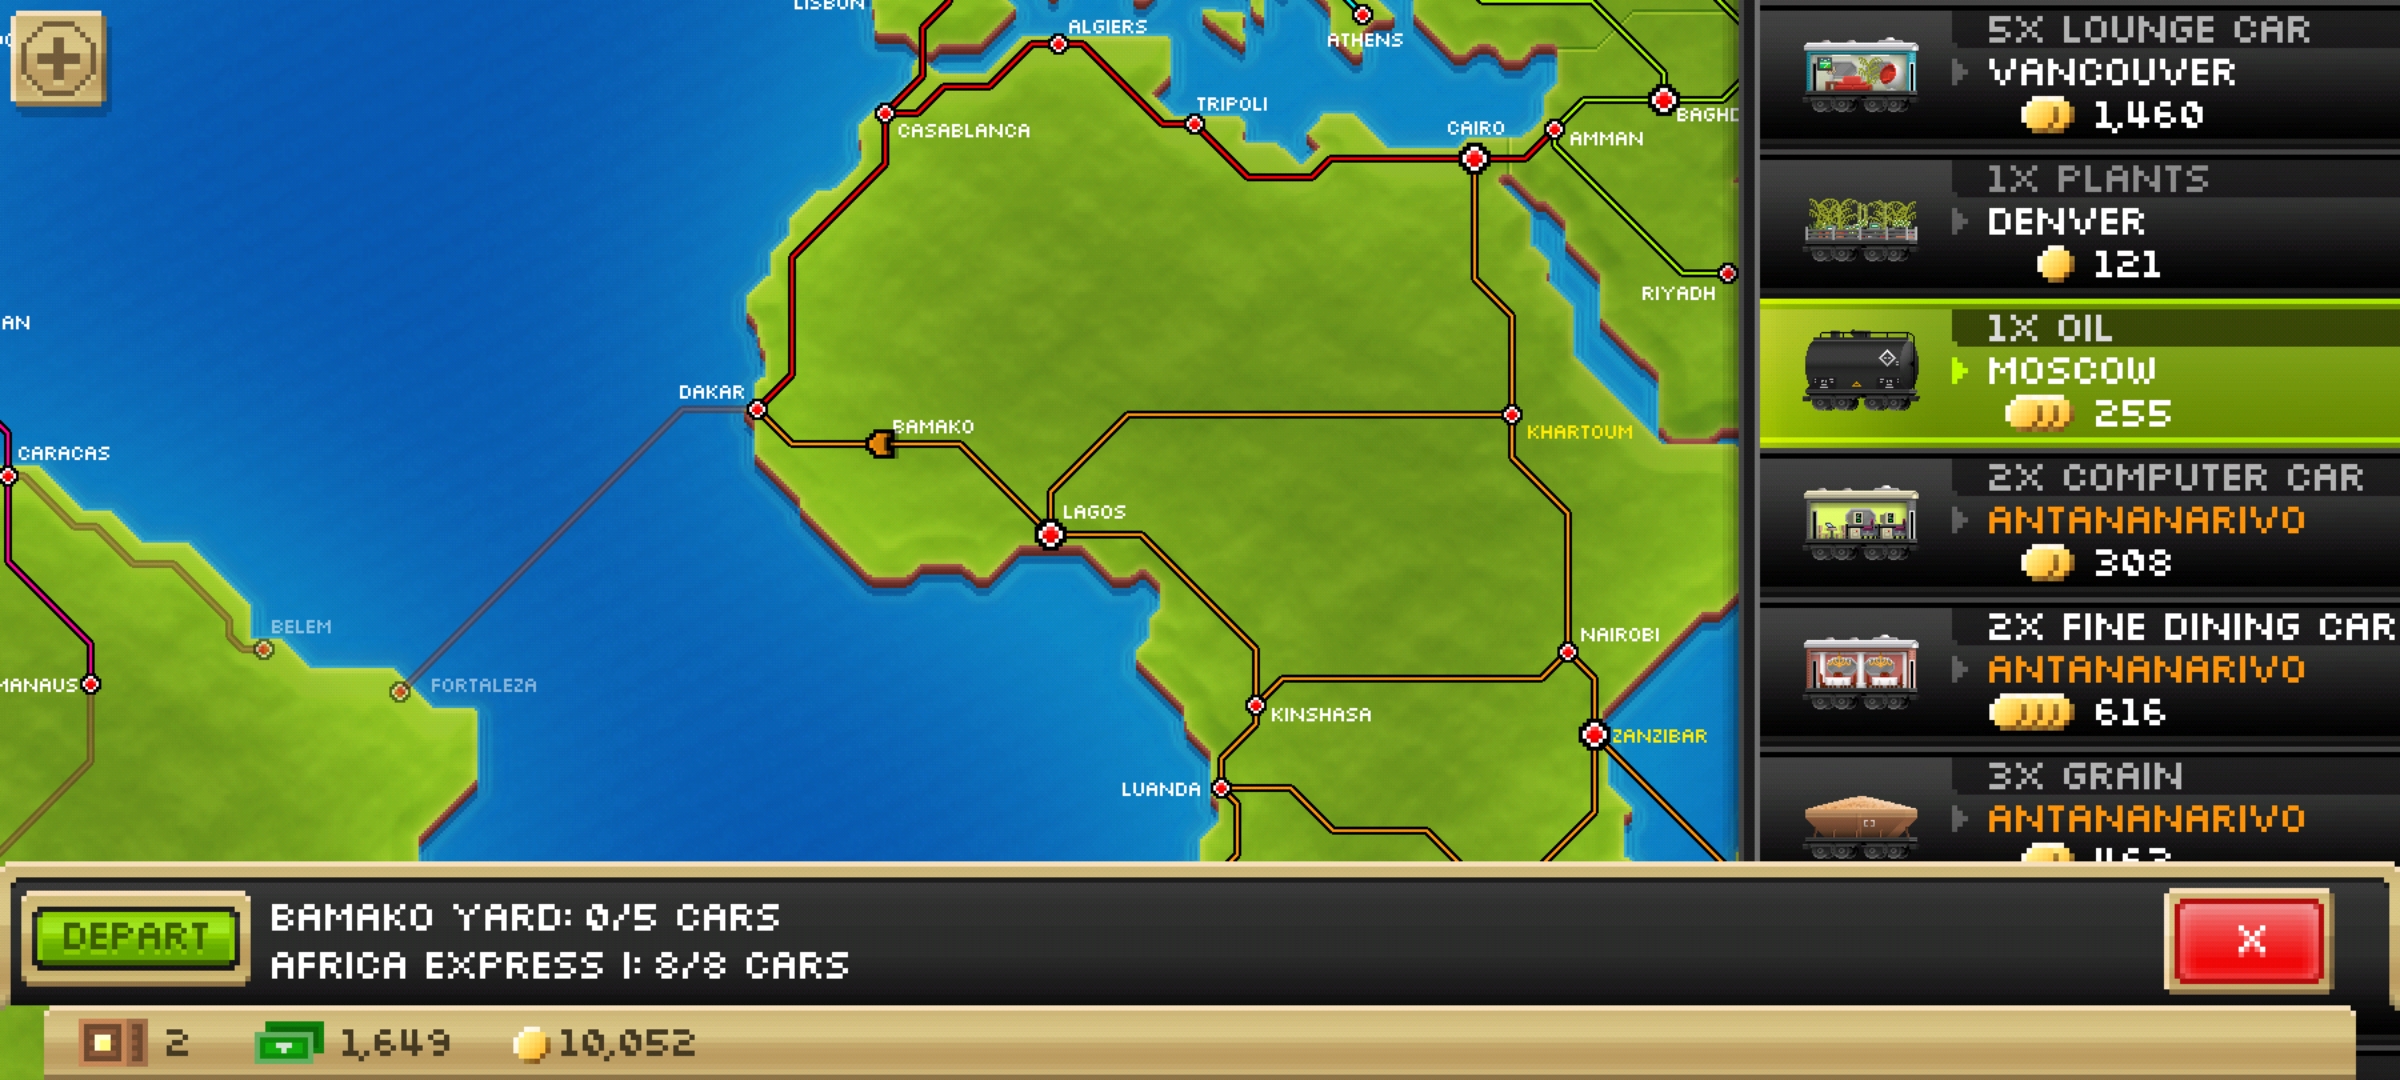 LISBON
ALGIERS
ATHENS
TRIPOLI
CASABLANCA
CAIRO
AMMAN
BAGHD
RIYADH
AN
DAKAR
BAMAKO
KHARTOUM
CARACAS
LAGOS
BELEM
NAIROBI
MANAUS
FORTALEZA
KINSHASA
ZANZIBAR
LUANDA
5X LOUNGE CAR
VANCOUVER
1,460
1X PLANTS
DENVER
121
1X OIL
MOSCOW
255
2X COMPUTER CAR
ANTANANARIVO
308
2X FINE DINING CAR
ANTANANARIVO
616
3X GRAIN
ANTANANARIVO
DEPART
BAMAKO YARD: 0/5 CARS
AFRICA EXPRESS I: 8/8 CARS
X
2
1,649
10,052